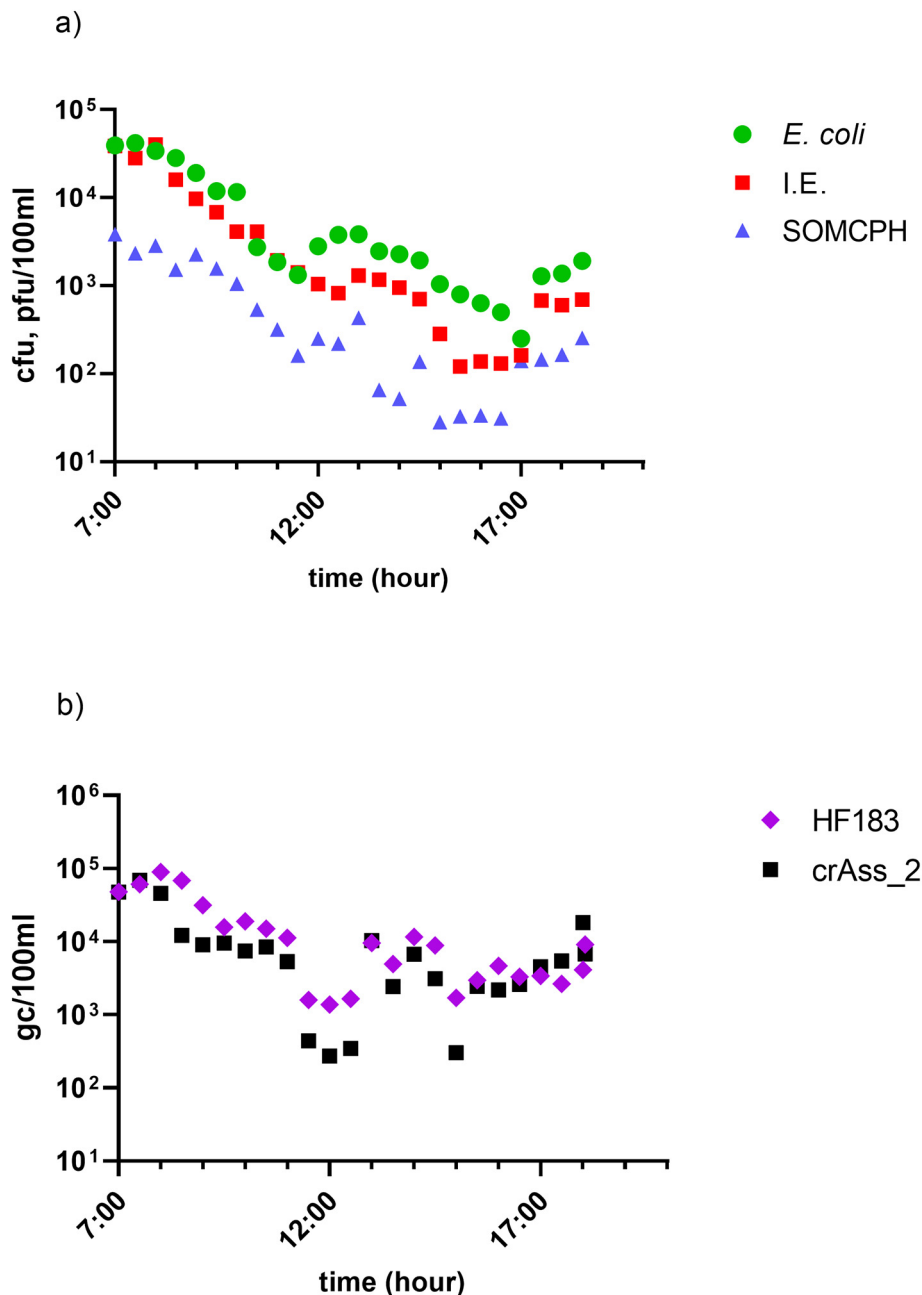 a)
10⁵
10⁴
10³
10²
10¹
cfu, pfu/100ml
7:00
12:00
17:00
time (hour)
E. coli
I.E.
SOMCPH
b)
10⁶
10⁵
10⁴
10³
10²
10¹
gc/100ml
7:00
12:00
17:00
time (hour)
HF183
crAss_2